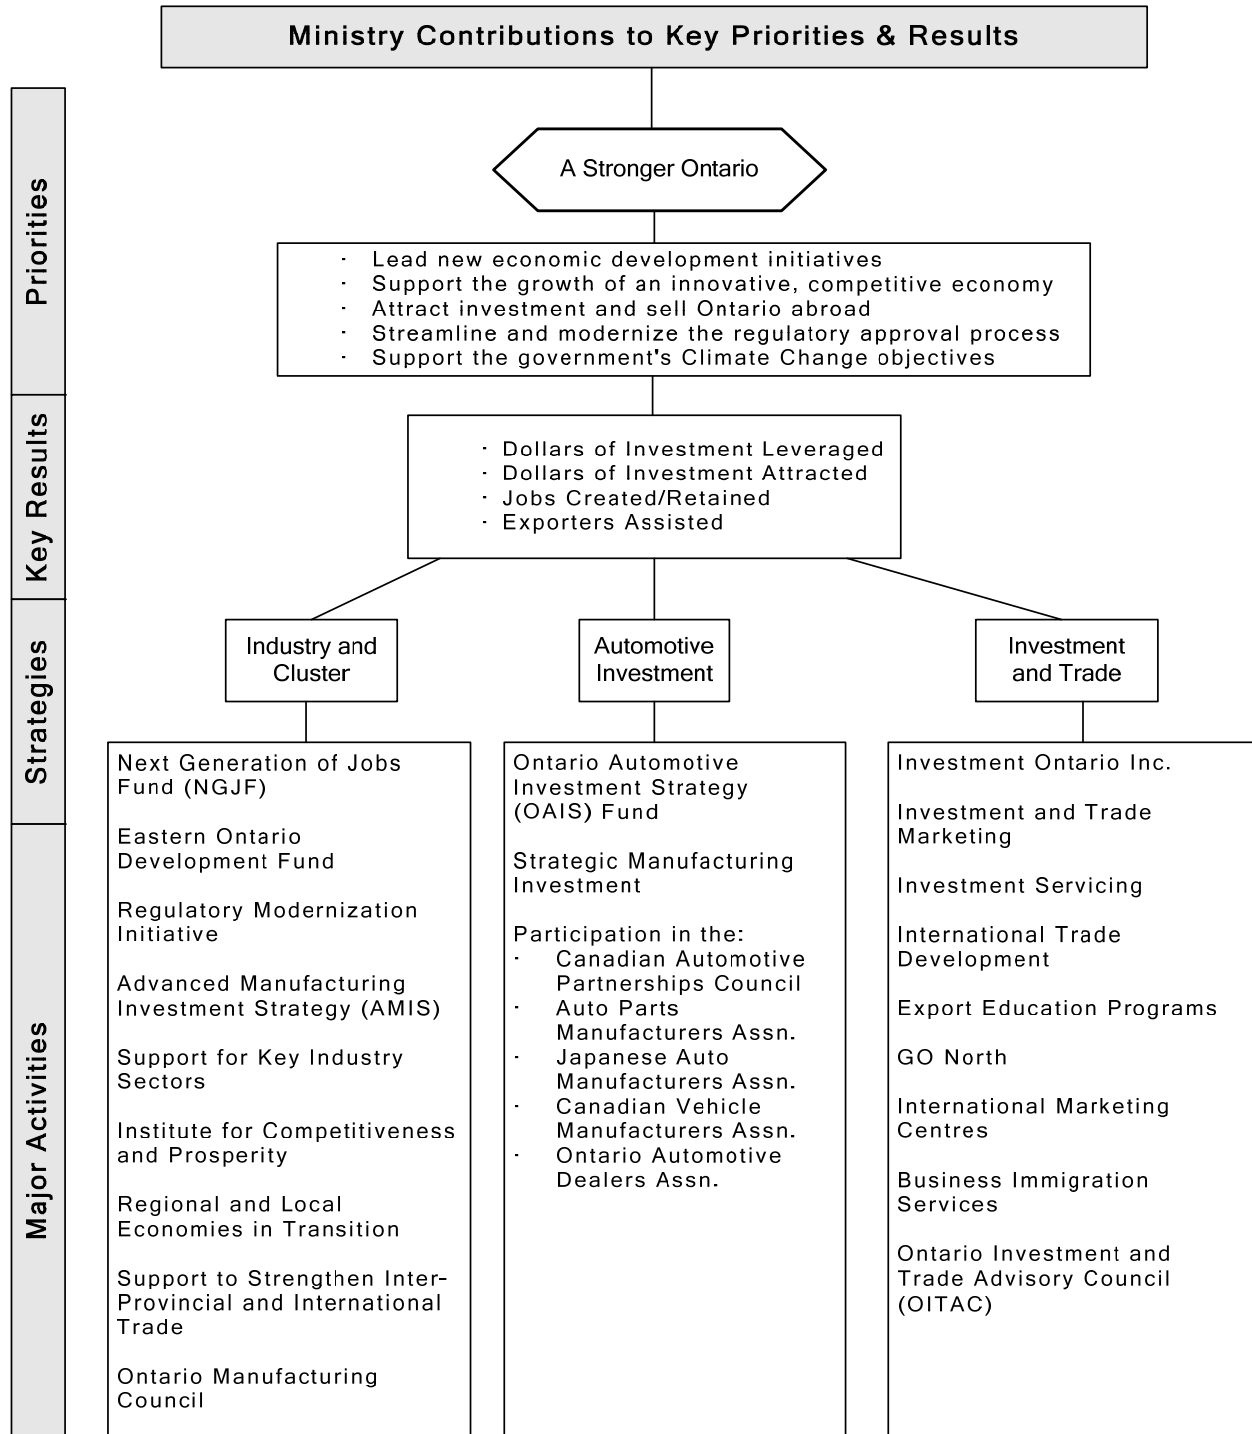 Ministry Contributions to Key Priorities & Results
Priorities
A Stronger Ontario
· Lead new economic development initiatives
· Support the growth of an innovative, competitive economy
· Attract investment and sell Ontario abroad
· Streamline and modernize the regulatory approval process
· Support the government's Climate Change objectives
Key Results
· Dollars of Investment Leveraged
· Dollars of Investment Attracted
· Jobs Created/Retained
· Exporters Assisted
Strategies
Industry and
Cluster
Automotive
Investment
Investment
and Trade
Major Activities
Next Generation of Jobs
Fund (NGJF)
Eastern Ontario
Development Fund
Regulatory Modernization
Initiative
Advanced Manufacturing
Investment Strategy (AMIS)
Support for Key Industry
Sectors
Institute for Competitiveness
and Prosperity
Regional and Local
Economies in Transition
Support to Strengthen Inter-
Provincial and International
Trade
Ontario Manufacturing
Council
Ontario Automotive
Investment Strategy
(OAIS) Fund
Strategic Manufacturing
Investment
Participation in the:
· Canadian Automotive
Partnerships Council
· Auto Parts
Manufacturers Assn.
· Japanese Auto
Manufacturers Assn.
· Canadian Vehicle
Manufacturers Assn.
· Ontario Automotive
Dealers Assn.
Investment Ontario Inc.
Investment and Trade
Marketing
Investment Servicing
International Trade
Development
Export Education Programs
GO North
International Marketing
Centres
Business Immigration
Services
Ontario Investment and
Trade Advisory Council
(OITAC)